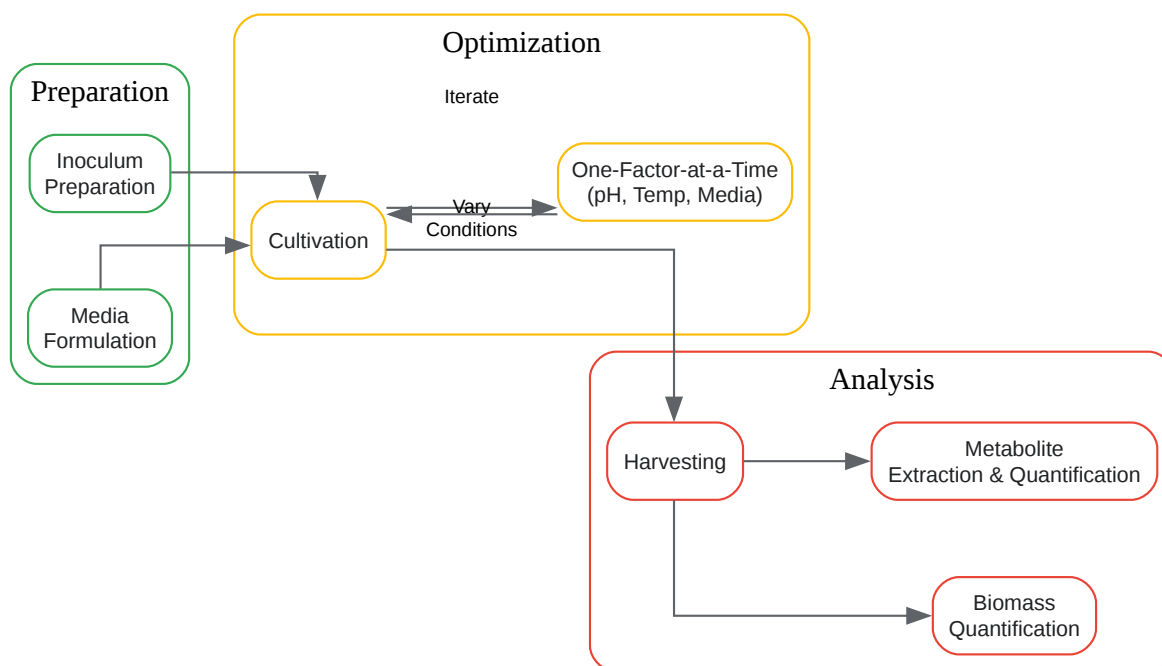 Preparation
Inoculum
Preparation
Media
Formulation
Optimization
Iterate
One-Factor-at-a-Time
(pH, Temp, Media)
Vary
Conditions
Cultivation
Analysis
Harvesting
Metabolite
Extraction & Quantification
Biomass
Quantification